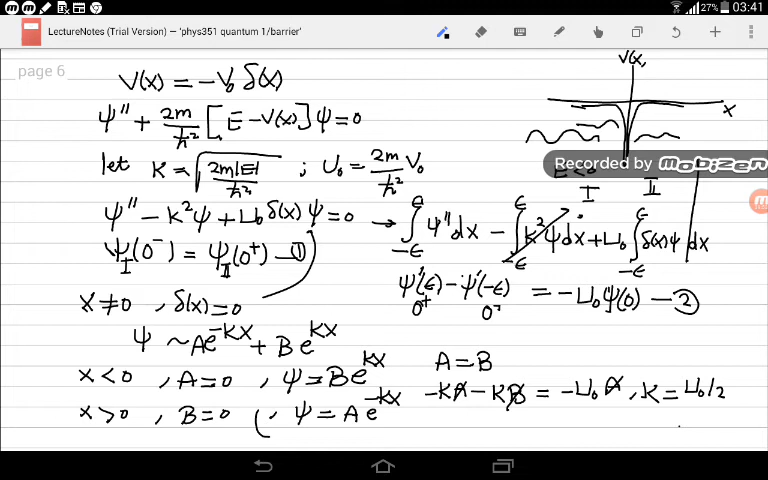 27% 03:41
LectureNotes (Trial Version) — 'phys351 quantum 1/barrier'
page 6
V(x) = -V₀ δ(x)
ψ'' + 2m/ħ² [E - V(x)] ψ = 0
let K = √(2m|E|/ħ²) ; U₀ = 2m/ħ² V₀
ψ'' - K²ψ + U₀ δ(x) ψ = 0 → ∫_{-ε}^{ε} ψ'' dx - ∫_{-ε}^{ε} K²ψ dx + U₀ ∫_{-ε}^{ε} δ(x)ψ dx
ψ_I(0⁻) = ψ_II(0⁺) — ①
ψ'(ε) - ψ'(-ε) = -U₀ψ(0) — ②
0⁺ 0⁻
x ≠ 0 , δ(x) = 0
ψ ~ Ae^{-Kx} + Be^{Kx}
x < 0 , A = 0 , ψ = Be^{Kx}
x > 0 , B = 0 ( , ψ = Ae^{-Kx}
A = B
-KA - KB = -U₀A , K = U₀/2
V(x)
x
Recorded by mobizen
E < 0
I II